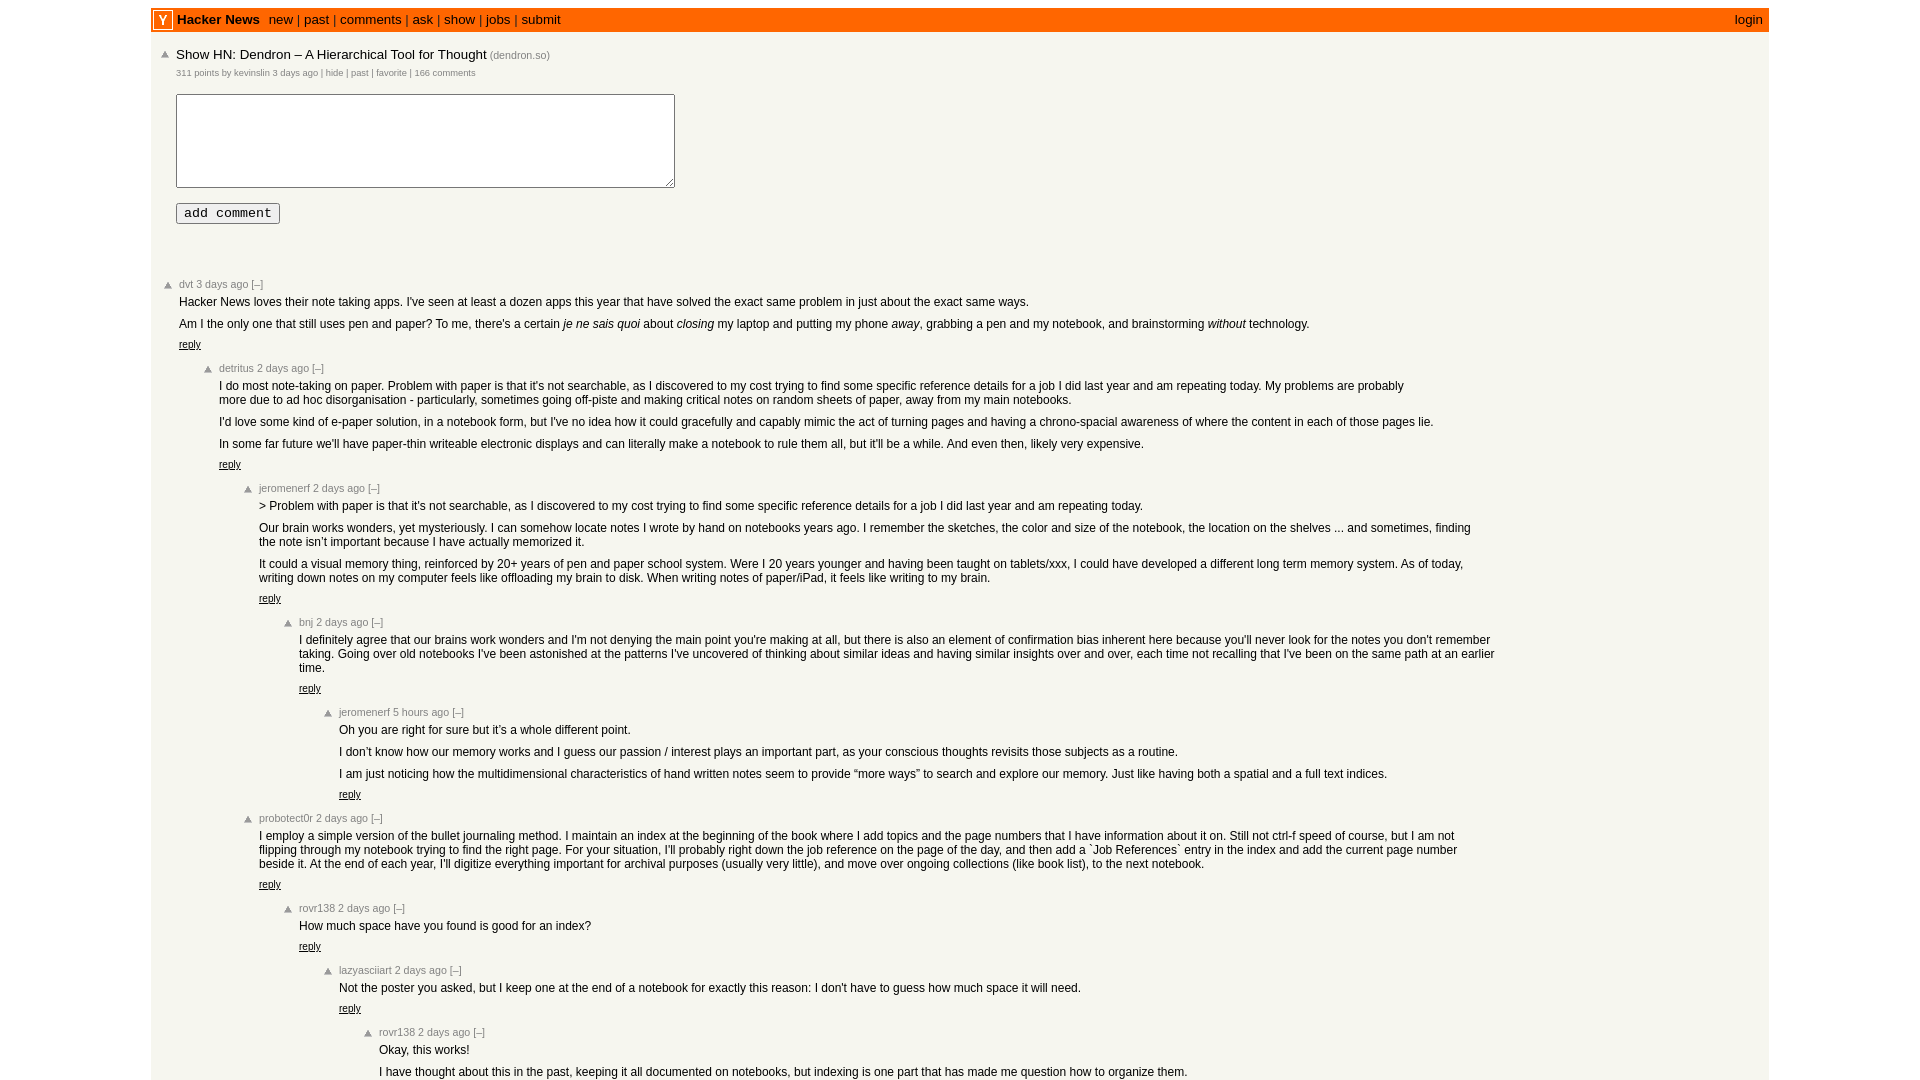 Y Hacker News new | past | comments | ask | show | jobs | submit login
Show HN: Dendron – A Hierarchical Tool for Thought (dendron.so)
311 points by kevinslin 3 days ago | hide | past | favorite | 166 comments
add comment
dvt 3 days ago [–]
Hacker News loves their note taking apps. I've seen at least a dozen apps this year that have solved the exact same problem in just about the exact same ways.
Am I the only one that still uses pen and paper? To me, there's a certain je ne sais quoi about closing my laptop and putting my phone away, grabbing a pen and my notebook, and brainstorming without technology.
reply
detritus 2 days ago [–]
I do most note-taking on paper. Problem with paper is that it's not searchable, as I discovered to my cost trying to find some specific reference details for a job I did last year and am repeating today. My problems are probably
more due to ad hoc disorganisation - particularly, sometimes going off-piste and making critical notes on random sheets of paper, away from my main notebooks.
I'd love some kind of e-paper solution, in a notebook form, but I've no idea how it could gracefully and capably mimic the act of turning pages and having a chrono-spacial awareness of where the content in each of those pages lie.
In some far future we'll have paper-thin writeable electronic displays and can literally make a notebook to rule them all, but it'll be a while. And even then, likely very expensive.
reply
jeromenerf 2 days ago [–]
> Problem with paper is that it's not searchable, as I discovered to my cost trying to find some specific reference details for a job I did last year and am repeating today.
Our brain works wonders, yet mysteriously. I can somehow locate notes I wrote by hand on notebooks years ago. I remember the sketches, the color and size of the notebook, the location on the shelves ... and sometimes, finding
the note isn’t important because I have actually memorized it.
It could a visual memory thing, reinforced by 20+ years of pen and paper school system. Were I 20 years younger and having been taught on tablets/xxx, I could have developed a different long term memory system. As of today,
writing down notes on my computer feels like offloading my brain to disk. When writing notes of paper/iPad, it feels like writing to my brain.
reply
bnj 2 days ago [–]
I definitely agree that our brains work wonders and I'm not denying the main point you're making at all, but there is also an element of confirmation bias inherent here because you'll never look for the notes you don't remember
taking. Going over old notebooks I've been astonished at the patterns I've uncovered of thinking about similar ideas and having similar insights over and over, each time not recalling that I've been on the same path at an earlier
time.
reply
jeromenerf 5 hours ago [–]
Oh you are right for sure but it’s a whole different point.
I don’t know how our memory works and I guess our passion / interest plays an important part, as your conscious thoughts revisits those subjects as a routine.
I am just noticing how the multidimensional characteristics of hand written notes seem to provide “more ways” to search and explore our memory. Just like having both a spatial and a full text indices.
reply
probotect0r 2 days ago [–]
I employ a simple version of the bullet journaling method. I maintain an index at the beginning of the book where I add topics and the page numbers that I have information about it on. Still not ctrl-f speed of course, but I am not
flipping through my notebook trying to find the right page. For your situation, I'll probably right down the job reference on the page of the day, and then add a `Job References` entry in the index and add the current page number
beside it. At the end of each year, I'll digitize everything important for archival purposes (usually very little), and move over ongoing collections (like book list), to the next notebook.
reply
rovr138 2 days ago [–]
How much space have you found is good for an index?
reply
lazyasciiart 2 days ago [–]
Not the poster you asked, but I keep one at the end of a notebook for exactly this reason: I don't have to guess how much space it will need.
reply
rovr138 2 days ago [–]
Okay, this works!
I have thought about this in the past, keeping it all documented on notebooks, but indexing is one part that has made me question how to organize them.